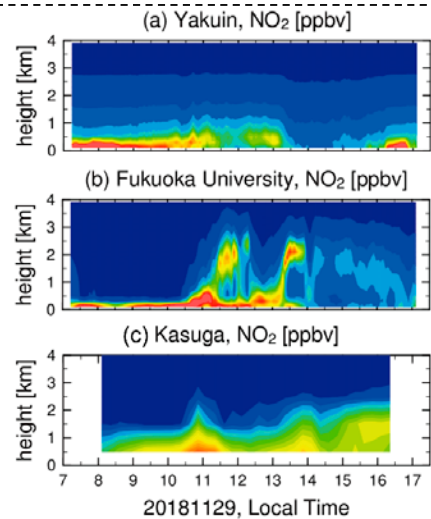 (a) Yakuin, NO₂ [ppbv]
height [km]
4
3
2
1
0
(b) Fukuoka University, NO₂ [ppbv]
height [km]
4
3
2
1
0
(c) Kasuga, NO₂ [ppbv]
height [km]
4
3
2
1
0
7 8 9 10 11 12 13 14 15 16 17
20181129, Local Time